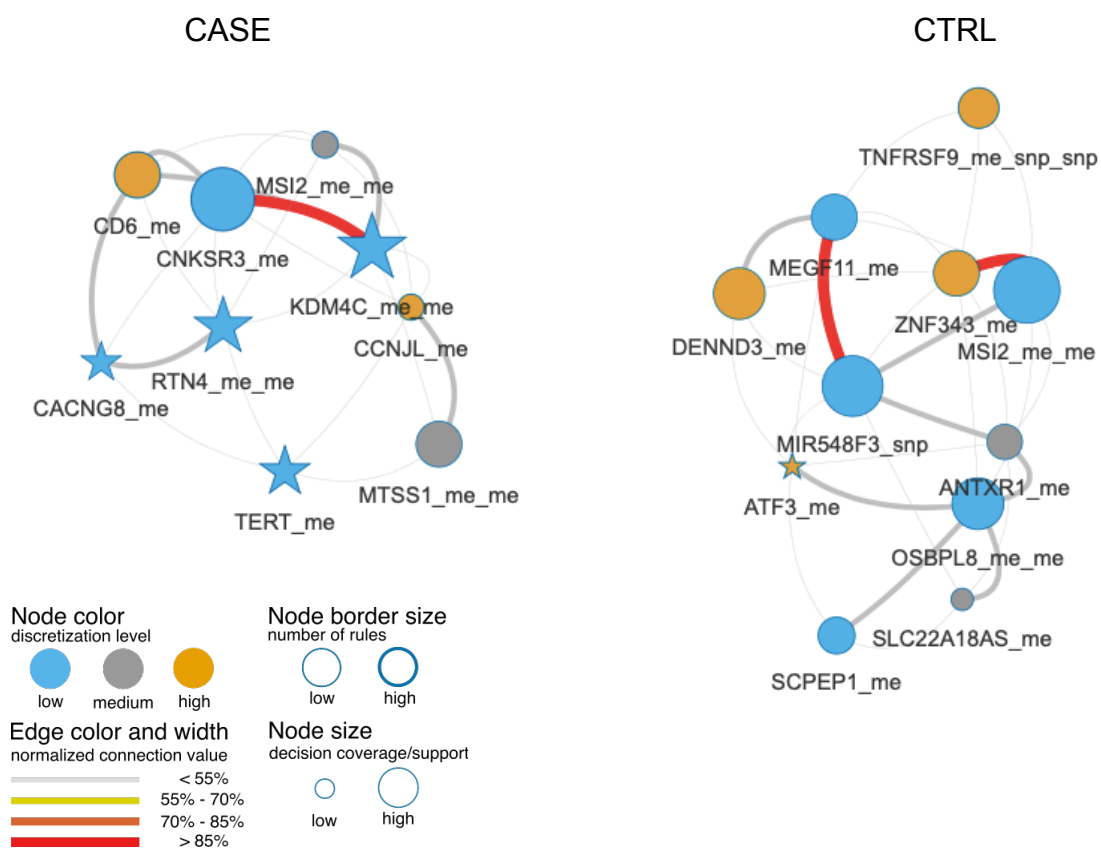 CASE
CTRL
TNFRSF9_me_snp_snp
MSI2_me_me
CD6_me
CNKSR3_me
MEGF11_me
KDM4C_me_me
ZNF343_me
CCNJL_me
DENND3_me
MSI2_me_me
RTN4_me_me
CACNG8_me
MIR548F3_snp
MTSS1_me_me
ANTXR1_me
ATF3_me
TERT_me
OSBPL8_me_me
SLC22A18AS_me
SCPEP1_me
Node color
discretization level
low
medium
high
Node border size
number of rules
low
high
Edge color and width
normalized connection value
< 55%
55% - 70%
70% - 85%
> 85%
Node size
decision coverage/support
low
high